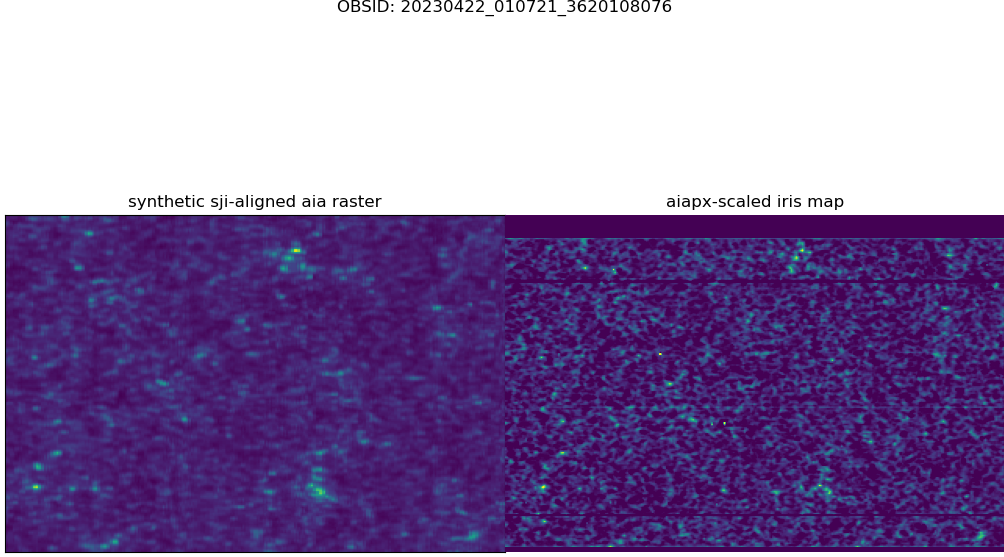 OBSID: 20230422_010721_3620108076
synthetic sji-aligned aia raster
aiapx-scaled iris map